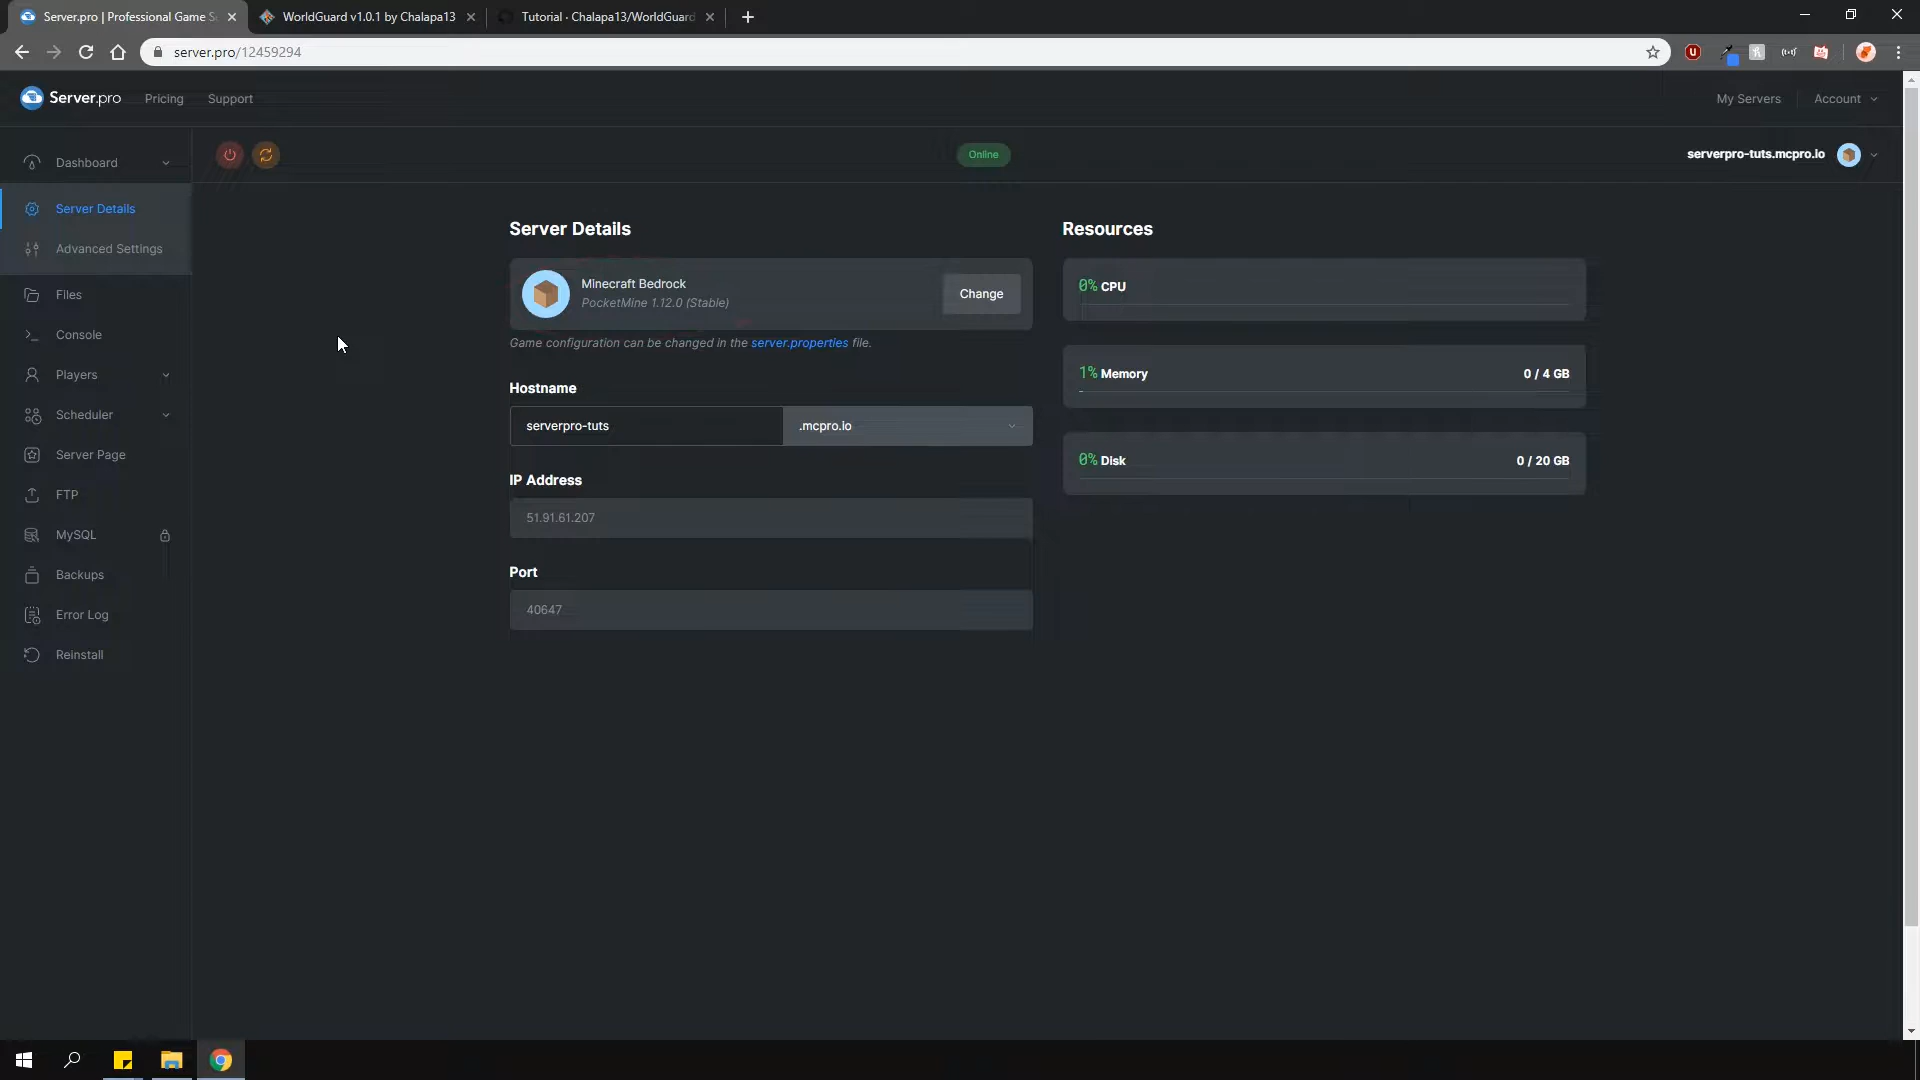 Server.pro | Professional Game S
WorldGuard v1.0.1 by Chalapa13
Tutorial · Chalapa13/WorldGuard
server.pro/12459294
Server.pro
Pricing
Support
My Servers
Account
Dashboard
Online
serverpro-tuts.mcpro.io
Server Details
Advanced Settings
Files
Console
Players
Scheduler
Server Page
FTP
MySQL
Backups
Error Log
Reinstall
Server Details
Minecraft Bedrock
PocketMine 1.12.0 (Stable)
Change
Game configuration can be changed in the server.properties file.
Hostname
serverpro-tuts
.mcpro.io
IP Address
51.91.61.207
Port
40647
Resources
0% CPU
1% Memory
0 / 4 GB
0% Disk
0 / 20 GB